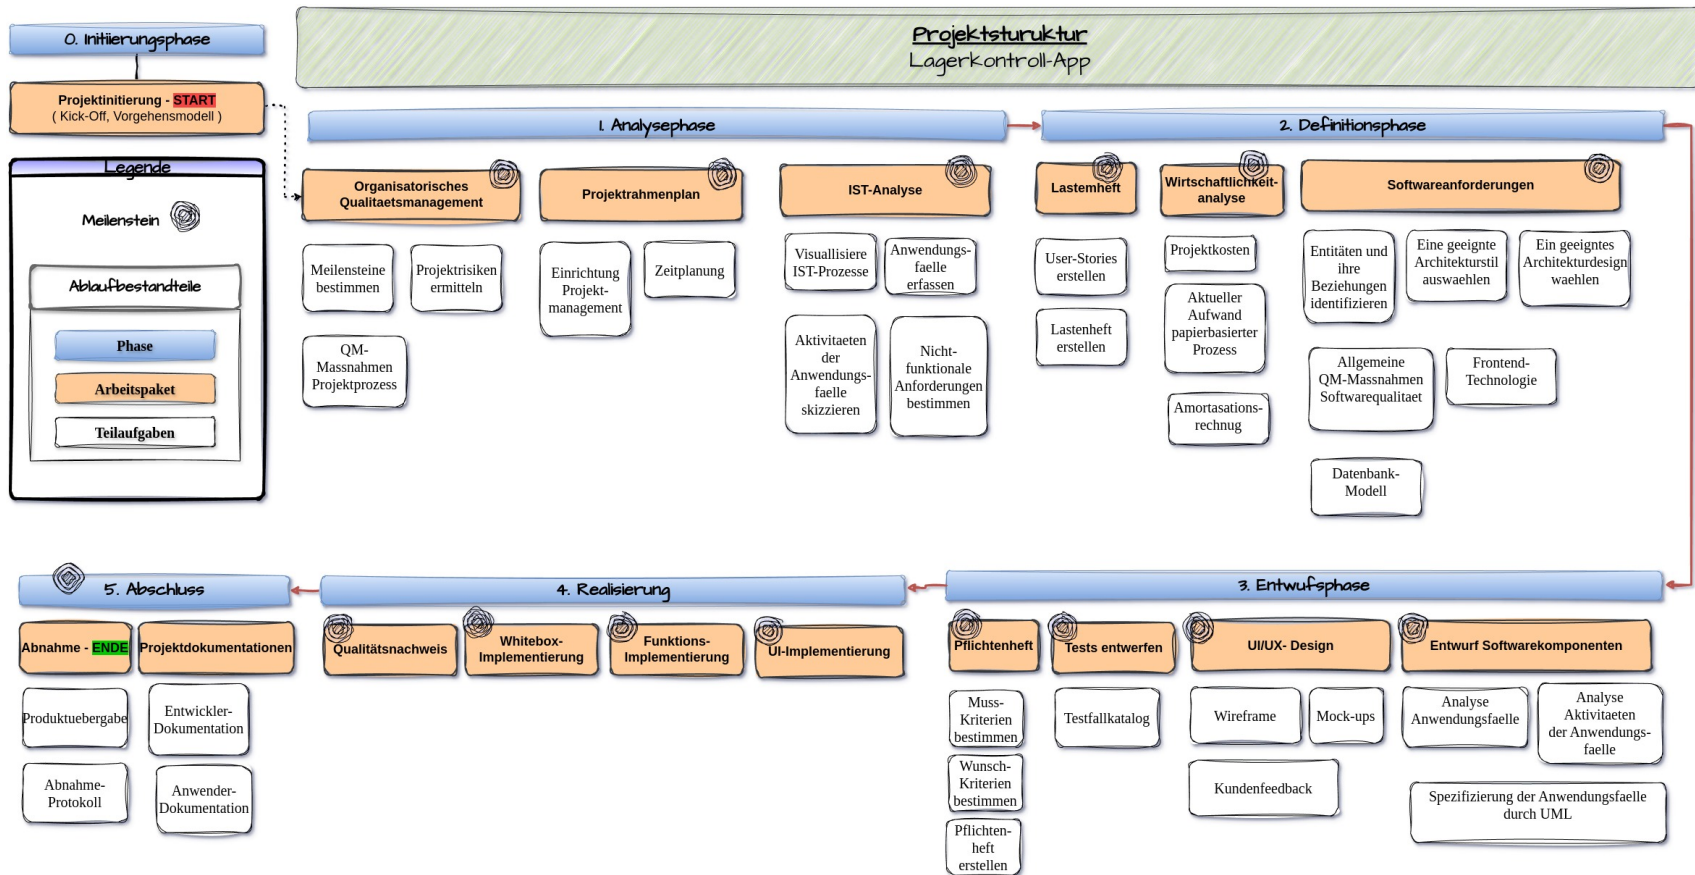 Projektsturuktur
Lagerkontroll-App
0. Initiierungsphase
Projektinitierung - START
( Kick-Off, Vorgehensmodell )
Legende
Meilenstein
Ablaufbestandteile
Phase
Arbeitspaket
Teilaufgaben
1. Analysephase
Organisatorisches
Qualitaetsmanagement
Meilensteine
bestimmen
Projektrisiken
ermitteln
QM-
Massnahmen
Projektprozess
Projektrahmenplan
Einrichtung
Projekt-
management
Zeitplanung
IST-Analyse
Visuallisiere
IST-Prozesse
Anwendungs-
faelle
erfassen
Aktivitaeten
der
Anwendungs-
faelle
skizzieren
Nicht-
funktionale
Anforderungen
bestimmen
2. Definitionsphase
Lastemheft
User-Stories
erstellen
Lastenheft
erstellen
Wirtschaftlichkeit-
analyse
Projektkosten
Aktueller
Aufwand
papierbasierter
Prozess
Amortasations-
rechnug
Softwareanforderungen
Entitäten und
ihre
Beziehungen
identifizieren
Eine geeignte
Architekturstil
auswaehlen
Ein geeigntes
Architekturdesign
waehlen
Allgemeine
QM-Massnahmen
Softwarequalitaet
Frontend-
Technologie
Datenbank-
Modell
3. Entwufsphase
Pflichtenheft
Muss-
Kriterien
bestimmen
Wunsch-
Kriterien
bestimmen
Pflichten-
heft
erstellen
Tests entwerfen
Testfallkatalog
UI/UX- Design
Wireframe
Mock-ups
Kundenfeedback
Entwurf Softwarekomponenten
Analyse
Anwendungsfaelle
Analyse
Aktivitaeten
der Anwendungs-
faelle
Spezifizierung der Anwendungsfaelle
durch UML
4. Realisierung
Qualitätsnachweis
Whitebox-
Implementierung
Funktions-
Implementierung
UI-Implementierung
5. Abschluss
Abnahme - ENDE
Produktuebergabe
Abnahme-
Protokoll
Projektdokumentationen
Entwickler-
Dokumentation
Anwender-
Dokumentation